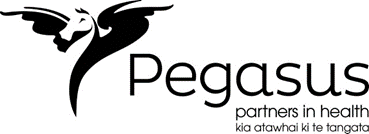 Pegasus
partners in health
kia atawhai ki te tangata